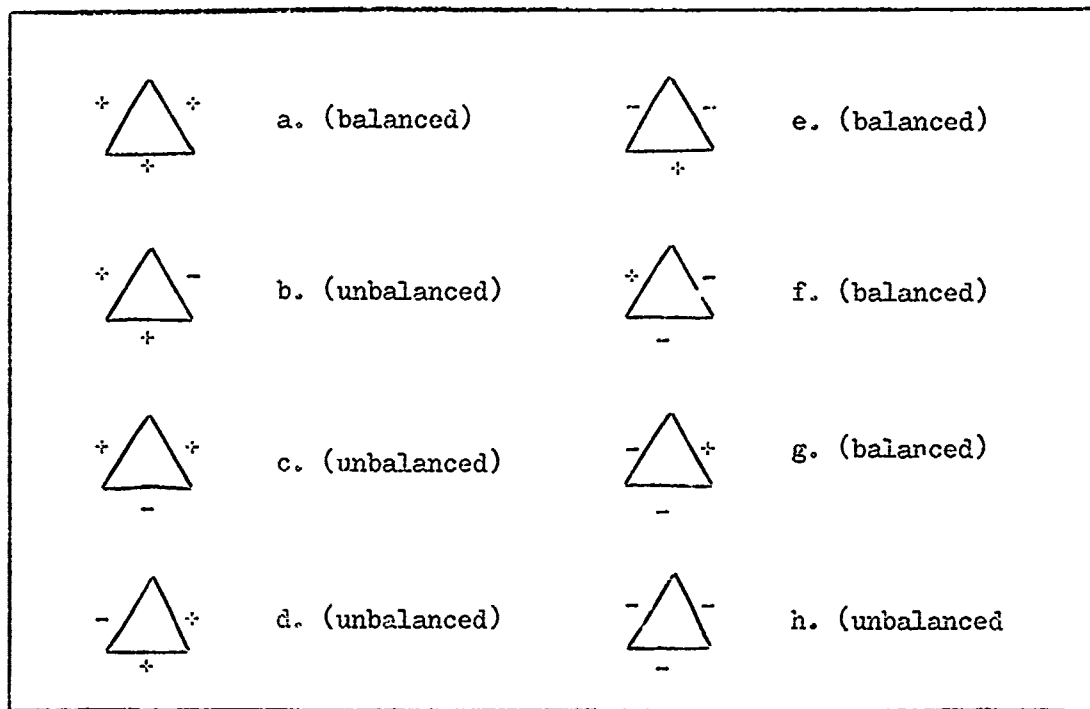 + + a. (balanced)
+
- - e. (balanced)
+
+ - b. (unbalanced)
+
+ - f. (balanced)
-
+ + c. (unbalanced)
-
- + g. (balanced)
-
- + d. (unbalanced)
+
- - h. (unbalanced
-